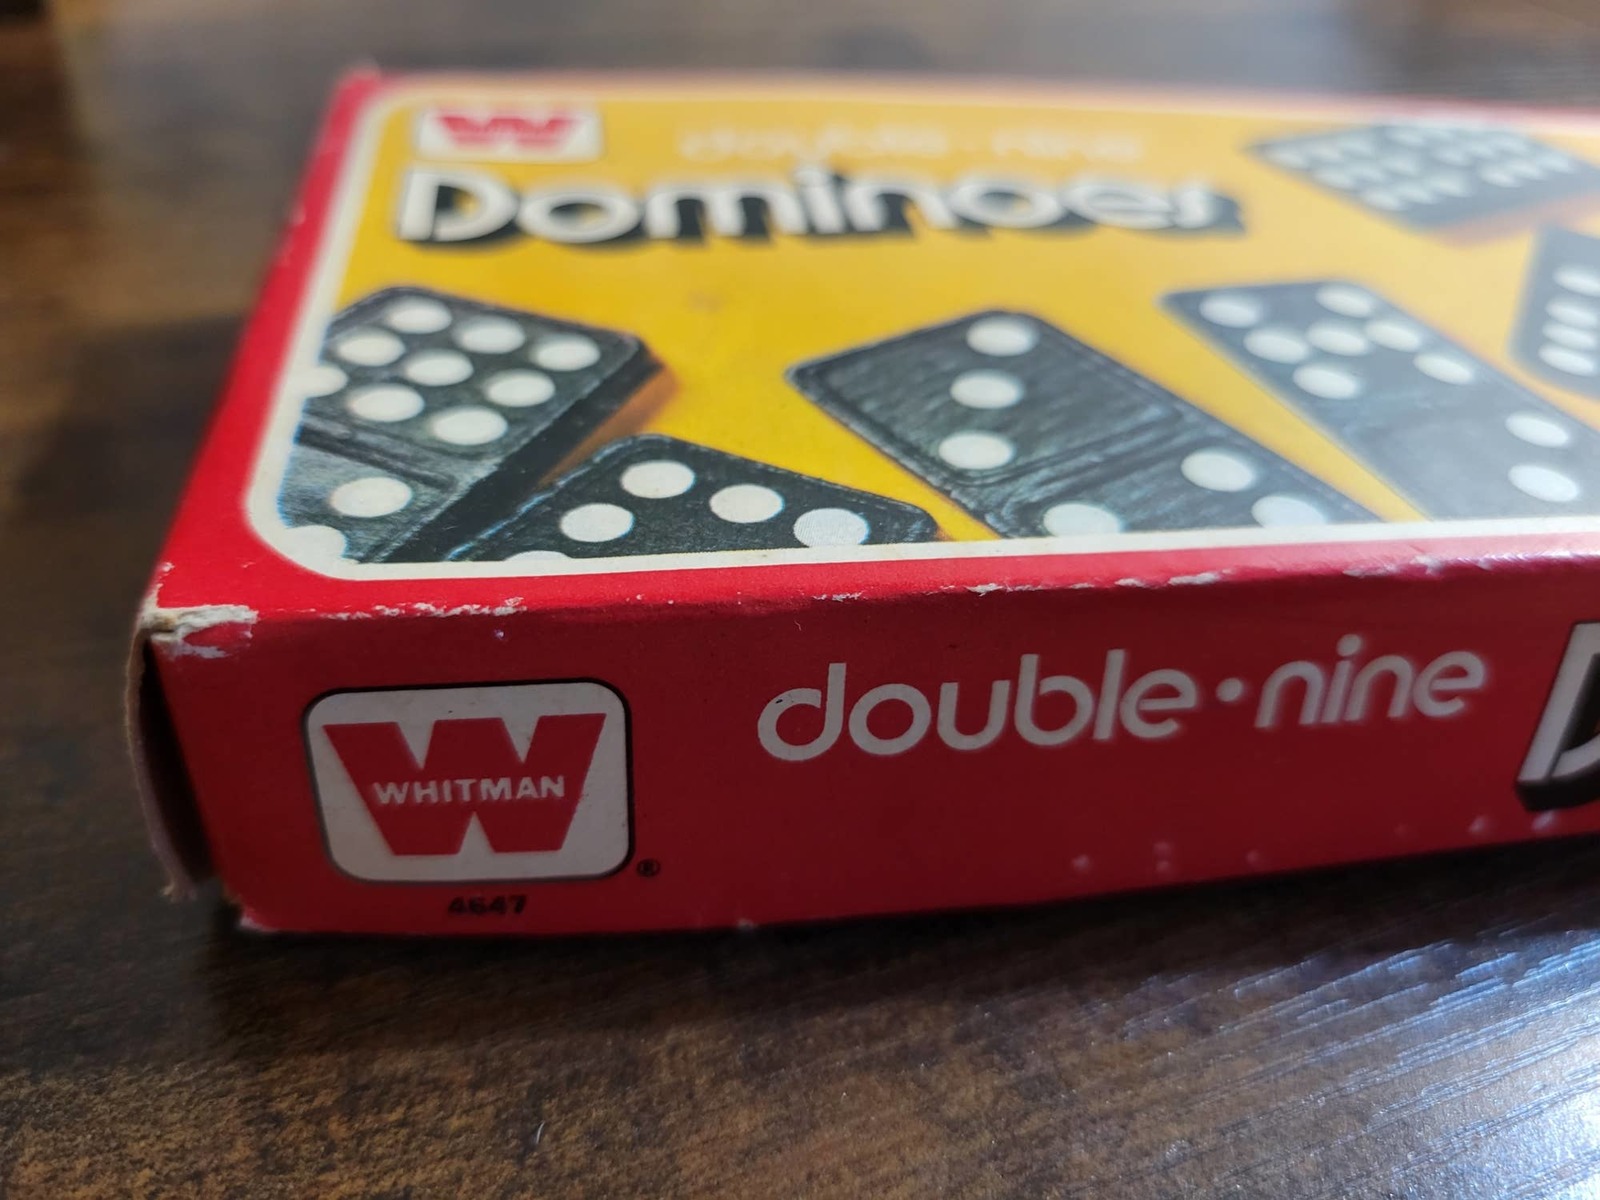 W
double·nine
Dominoes
WHITMAN
®
4647
double·nine
D